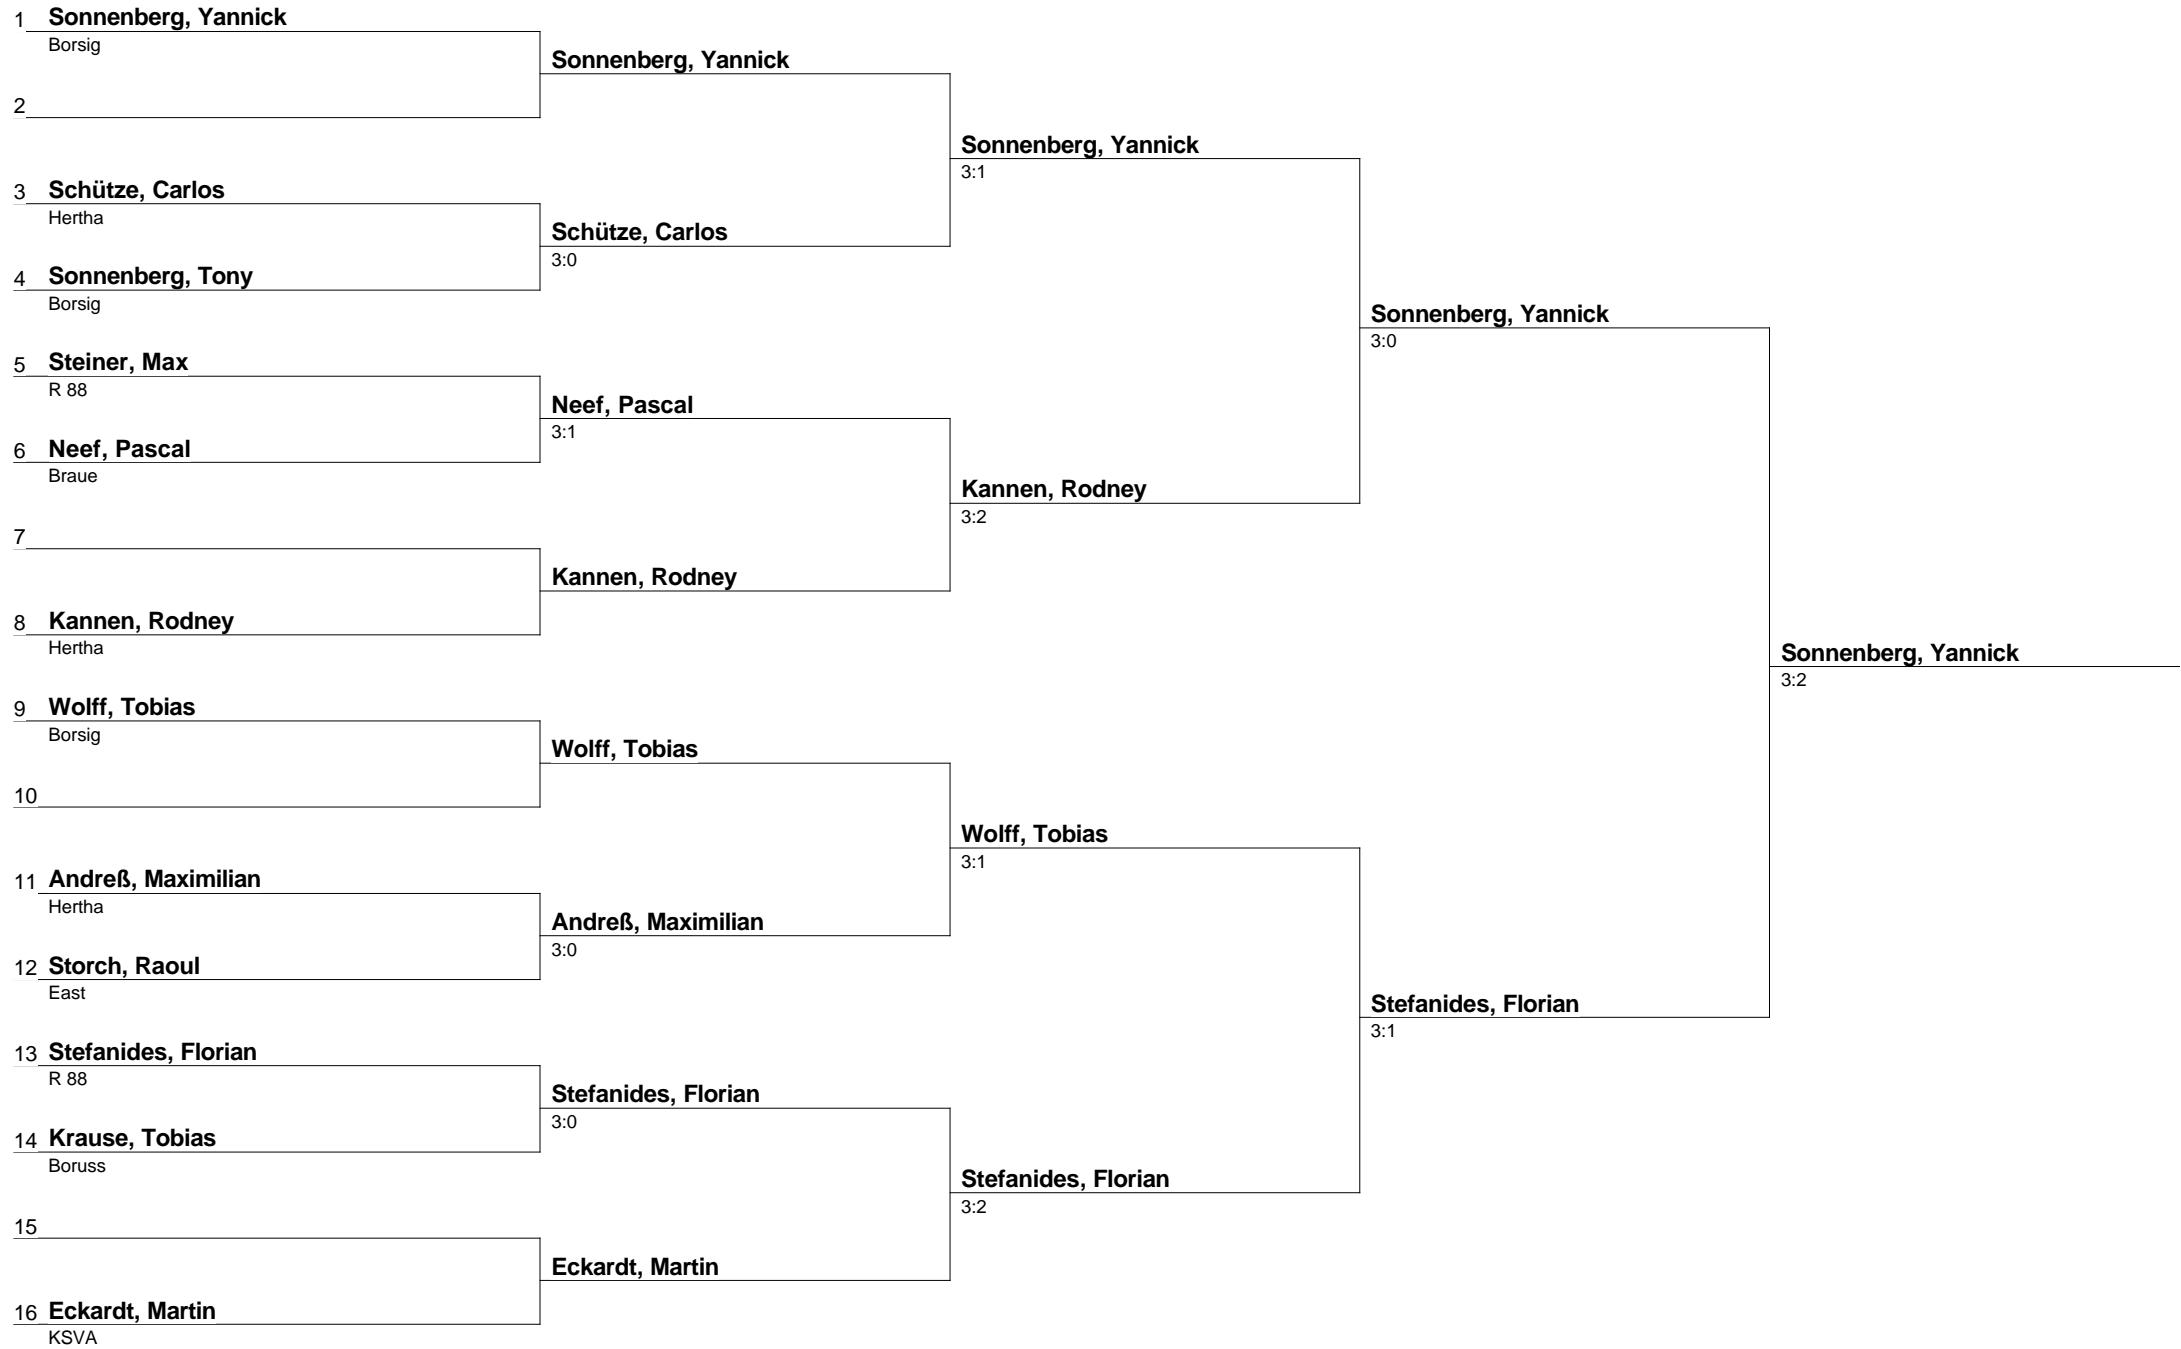 1 Sonnenberg, Yannick
Borsig
Sonnenberg, Yannick
2
Sonnenberg, Yannick
3:1
3 Schütze, Carlos
Hertha
Schütze, Carlos
3:0
4 Sonnenberg, Tony
Borsig
Sonnenberg, Yannick
3:0
5 Steiner, Max
R 88
Neef, Pascal
3:1
6 Neef, Pascal
Braue
Kannen, Rodney
3:2
7
Kannen, Rodney
8 Kannen, Rodney
Hertha
Sonnenberg, Yannick
3:2
9 Wolff, Tobias
Borsig
Wolff, Tobias
10
Wolff, Tobias
3:1
11 Andreß, Maximilian
Hertha
Andreß, Maximilian
3:0
12 Storch, Raoul
East
Stefanides, Florian
3:1
13 Stefanides, Florian
R 88
Stefanides, Florian
3:0
14 Krause, Tobias
Boruss
Stefanides, Florian
3:2
15
Eckardt, Martin
16 Eckardt, Martin
KSVA